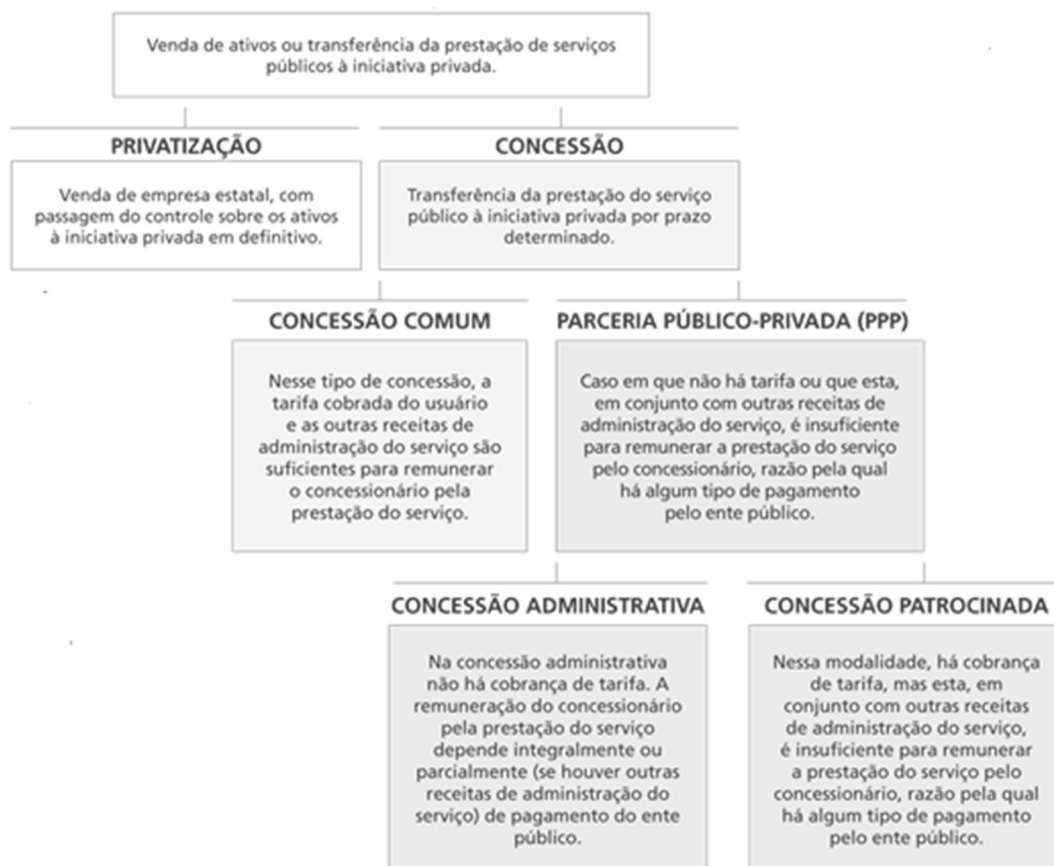 Venda de ativos ou transferência da prestação de serviços
públicos à iniciativa privada.
PRIVATIZAÇÃO
Venda de empresa estatal, com
passagem do controle sobre os ativos
à iniciativa privada em definitivo.
CONCESSÃO
Transferência da prestação do serviço
público à iniciativa privada por prazo
determinado.
CONCESSÃO COMUM
Nesse tipo de concessão, a
tarifa cobrada do usuário
e as outras receitas de
administração do serviço são
suficientes para remunerar
o concessionário pela
prestação do serviço.
PARCERIA PÚBLICO-PRIVADA (PPP)
Caso em que não há tarifa ou que esta,
em conjunto com outras receitas de
administração do serviço, é insuficiente
para remunerar a prestação do serviço
pelo concessionário, razão pela qual
há algum tipo de pagamento
pelo ente público.
CONCESSÃO ADMINISTRATIVA
Na concessão administrativa
não há cobrança de tarifa. A
remuneração do concessionário
pela prestação do serviço
depende integralmente ou
parcialmente (se houver outras
receitas de administração do
serviço) de pagamento do ente
público.
CONCESSÃO PATROCINADA
Nessa modalidade, há cobrança
de tarifa, mas esta, em
conjunto com outras receitas
de administração do serviço,
é insuficiente para remunerar
a prestação do serviço pelo
concessionário, razão pela qual
há algum tipo de pagamento
pelo ente público.